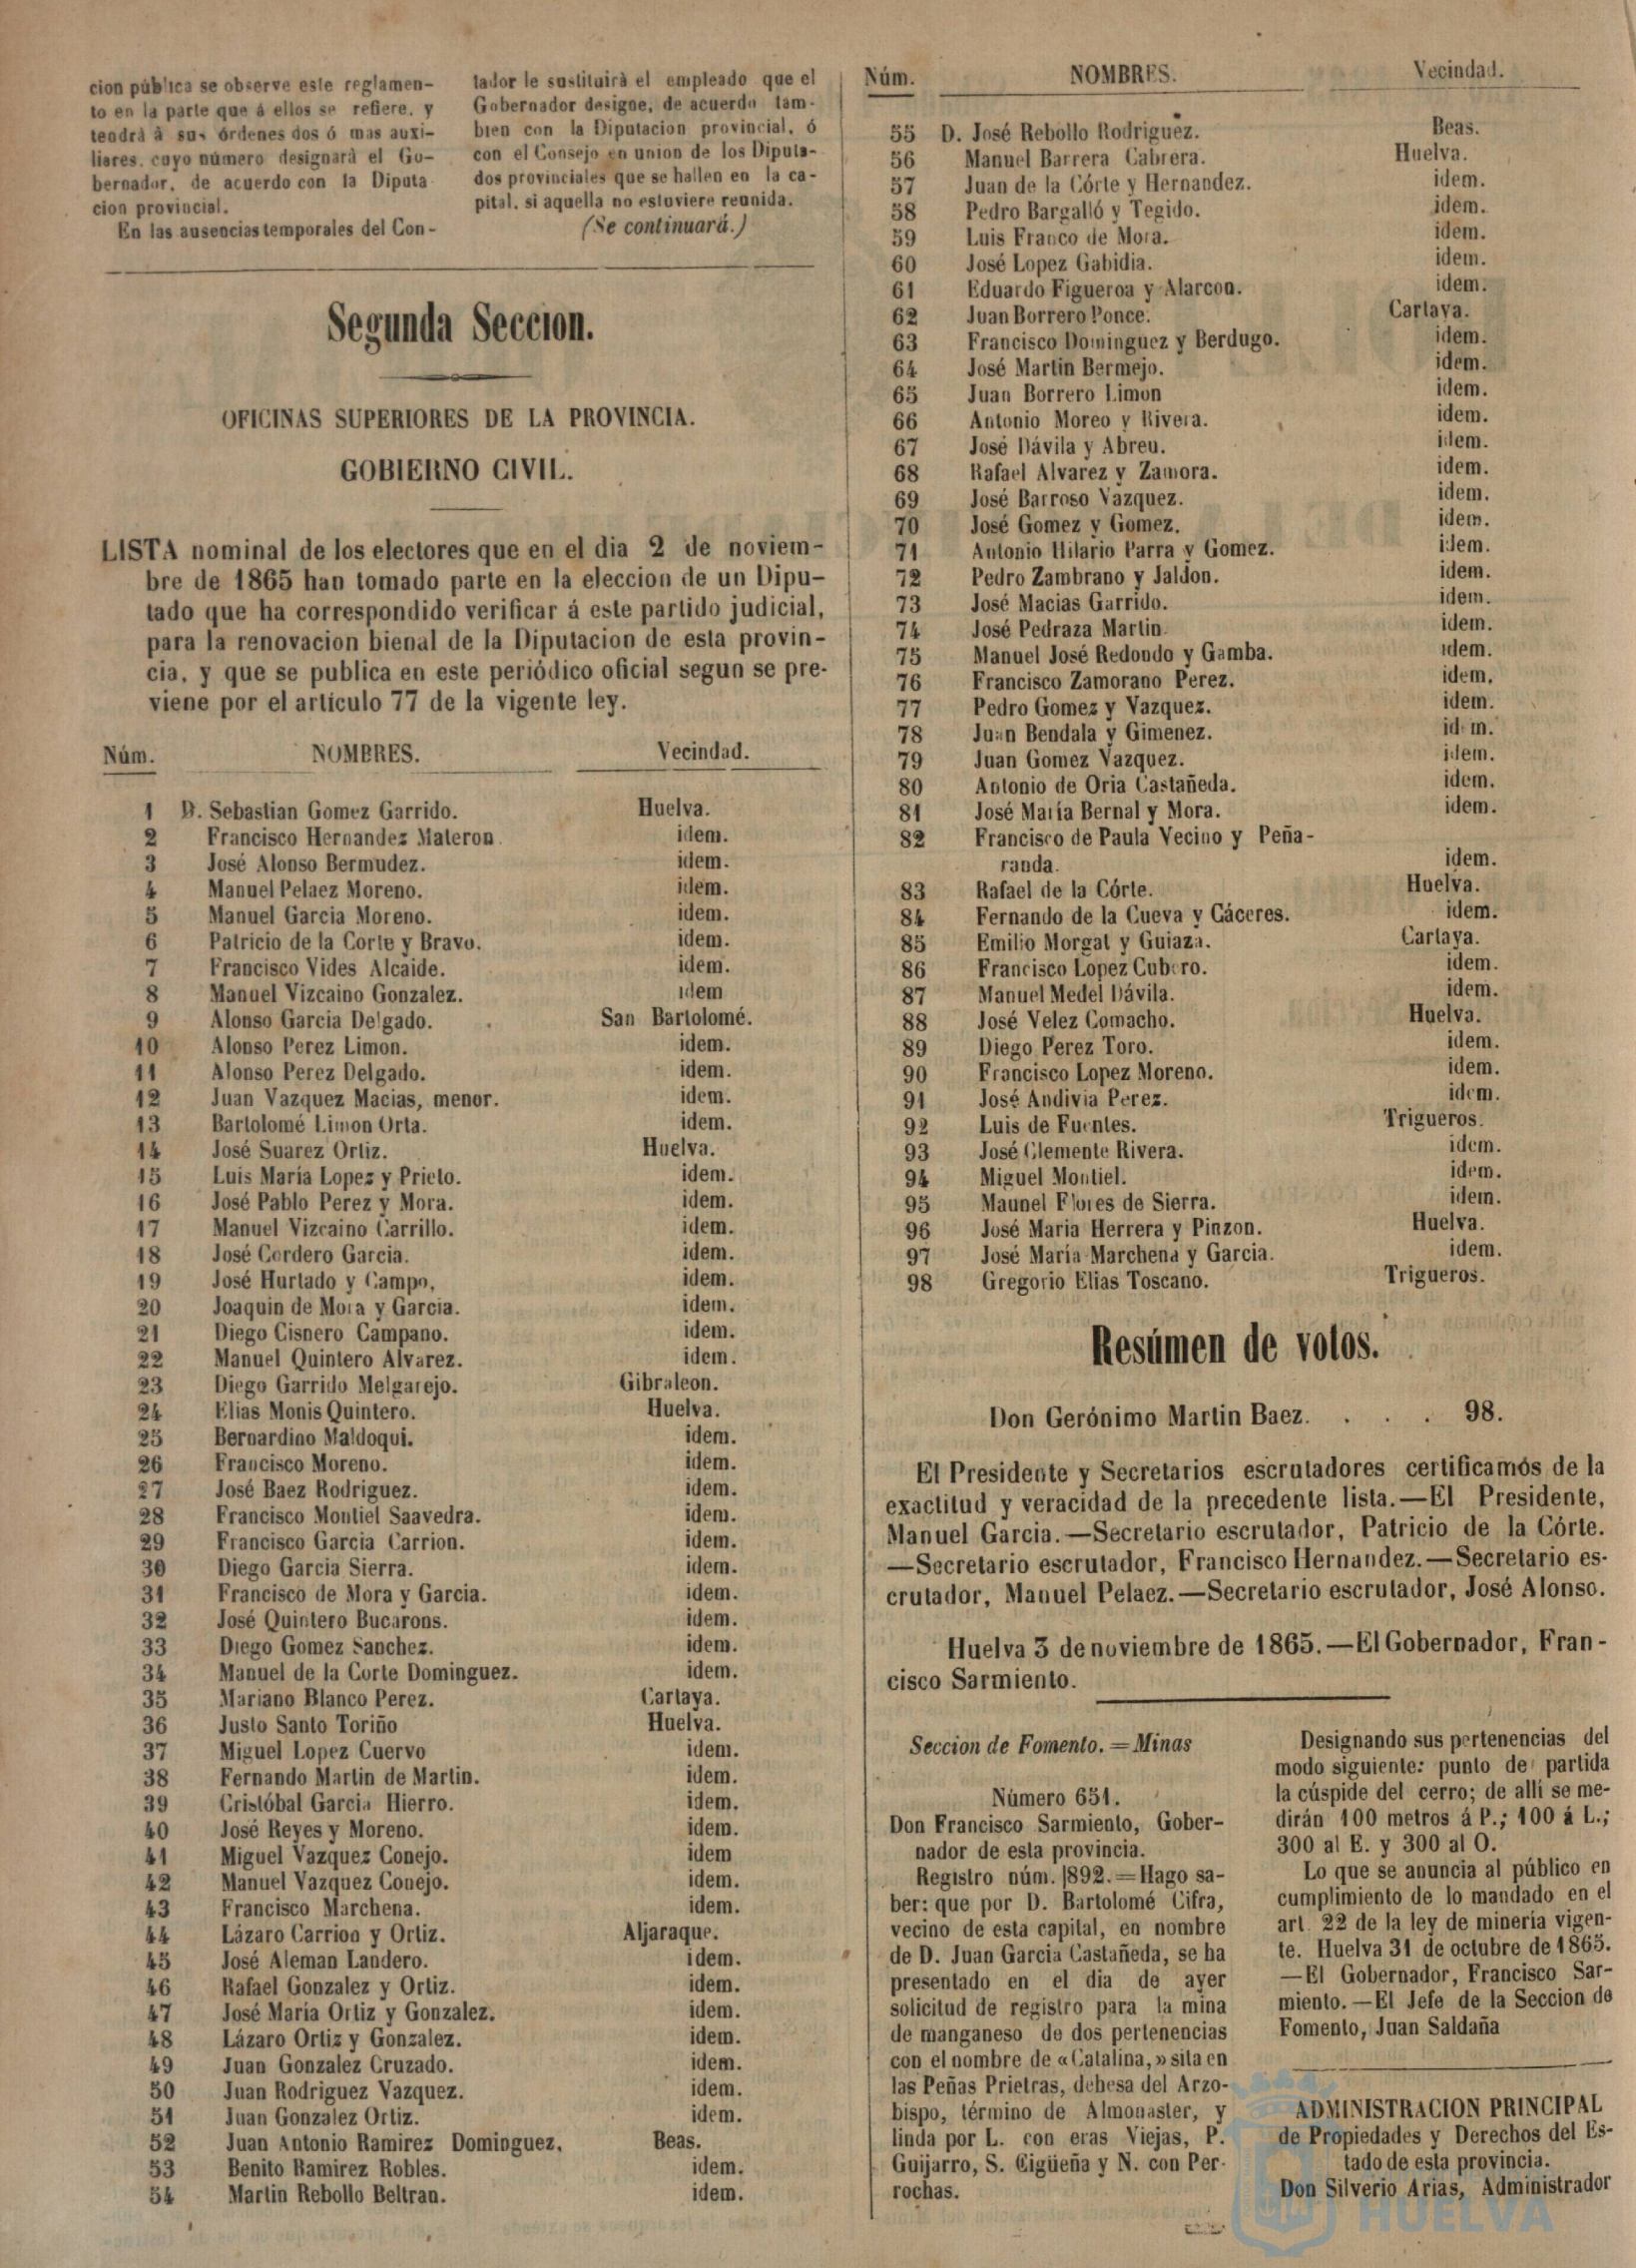 cion pública se observe este reglamen-
to en la parte que á ellos se refiere, y
tendrá à sus órdenes dos ó mas auxi-
liares, cuyo número designará el Go-
bernador, de acuerdo con la Diputa
cion provincial.
En las ausencias temporales del Con-
tador le sustituirá el empleado que el
Gobernador designe, de acuerdo tam-
bien con la Diputacion provincial, ó
con el Consejo en union de los Diputa-
dos provinciales que se hallen en la ca-
pital, si aquella no estuviere reunida.
(Se continuará.)
Segunda Seccion.
OFICINAS SUPERIORES DE LA PROVINCIA.
GOBIERNO CIVIL.
LISTA nominal de los electores que en el dia 2 de noviem-
bre de 1865 han tomado parte en la eleccion de un Dipu-
tado que ha correspondido verificar á este partido judicial,
para la renovacion bienal de la Diputacion de esta provin-
cia, y que se publica en este periódico oficial segun se pre-
viene por el artículo 77 de la vigente ley.
Núm. NOMBRES. Vecindad.
1 D. Sebastian Gomez Garrido. Huelva.
2 Francisco Hernandez Materon. idem.
3 José Alonso Bermudez. idem.
4 Manuel Pelaez Moreno. idem.
5 Manuel Garcia Moreno. idem.
6 Patricio de la Corte y Bravo. idem.
7 Francisco Vides Alcaide. idem.
8 Manuel Vizcaino Gonzalez. idem
9 Alonso Garcia Delgado. San Bartolomé.
10 Alonso Perez Limon. idem.
11 Alonso Perez Delgado. idem.
12 Juan Vazquez Macias, menor. idem.
13 Bartolomé Limon Orta. idem.
14 José Suarez Ortiz. Huelva.
15 Luis María Lopez y Prieto. idem.
16 José Pablo Perez y Mora. idem.
17 Manuel Vizcaino Carrillo. idem.
18 José Cordero Garcia. idem.
19 José Hurtado y Campo, idem.
20 Joaquin de Mora y Garcia. idem.
21 Diego Cisnero Campano. idem.
22 Manuel Quintero Alvarez. idem.
23 Diego Garrido Melgarejo. Gibraleon.
24 Elias Monis Quintero. Huelva.
25 Bernardino Maldoqui. idem.
26 Francisco Moreno. idem.
27 José Baez Rodriguez. idem.
28 Francisco Montiel Saavedra. idem.
29 Francisco Garcia Carrion. idem.
30 Diego Garcia Sierra. idem.
31 Francisco de Mora y Garcia. idem.
32 José Quintero Bucarons. idem.
33 Diego Gomez Sanchez. idem.
34 Manuel de la Corte Dominguez. idem.
35 Mariano Blanco Perez. Cartaya.
36 Justo Santo Toriño Huelva.
37 Miguel Lopez Cuervo idem.
38 Fernando Martin de Martin. idem.
39 Cristóbal Garcia Hierro. idem.
40 José Reyes y Moreno. idem.
41 Miguel Vazquez Conejo. idem
42 Manuel Vazquez Conejo. idem.
43 Francisco Marchena. idem.
44 Lázaro Carrion y Ortiz. Aljaraque.
45 José Aleman Landero. idem.
46 Rafael Gonzalez y Ortiz. idem.
47 José María Ortiz y Gonzalez. idem.
48 Lázaro Ortiz y Gonzalez. idem.
49 Juan Gonzalez Cruzado. idem.
50 Juan Rodriguez Vazquez. idem.
51 Juan Gonzalez Ortiz. idem.
52 Juan Antonio Ramirez Dominguez, Beas.
53 Benito Ramirez Robles. idem.
54 Martin Rebollo Beltran. idem.
Núm. NOMBRES. Vecindad.
55 D. José Rebollo Rodriguez. Beas.
56 Manuel Barrera Cabrera. Huelva.
57 Juan de la Córte y Hernandez. idem.
58 Pedro Bargalló y Tegido. idem.
59 Luis Franco de Mora. idem.
60 José Lopez Gabidia. idem.
61 Eduardo Figueroa y Alarcon. idem.
62 Juan Borrero Ponce. Cartaya.
63 Francisco Dominguez y Berdugo. idem.
64 José Martin Bermejo. idem.
65 Juan Borrero Limon idem.
66 Antonio Moreo y Rivera. idem.
67 José Dávila y Abreu. idem.
68 Rafael Alvarez y Zamora. idem.
69 José Barroso Vazquez. idem.
70 José Gomez y Gomez. idem.
71 Antonio Hilario Parra y Gomez. idem.
72 Pedro Zambrano y Jaldon. idem.
73 José Macias Garrido. idem.
74 José Pedraza Martin. idem.
75 Manuel José Redondo y Gamba. idem.
76 Francisco Zamorano Perez. idem,
77 Pedro Gomez y Vazquez. idem.
78 Juan Bendala y Gimenez. idem.
79 Juan Gomez Vazquez. idem.
80 Antonio de Oria Castañeda. idem.
81 José María Bernal y Mora. idem.
82 Francisco de Paula Vecino y Peña-
randa. idem.
83 Rafael de la Córte. Huelva.
84 Fernando de la Cueva y Cáceres. idem.
85 Emilio Morgat y Guiaza. Cartaya.
86 Francisco Lopez Cubero. idem.
87 Manuel Medel Dávila. idem.
88 José Velez Comacho. Huelva.
89 Diego Perez Toro. idem.
90 Francisco Lopez Moreno. idem.
91 José Andivia Perez. idem.
92 Luis de Fuentes. Trigueros.
93 José Clemente Rivera. idem.
94 Miguel Montiel. idem.
95 Maunel Flores de Sierra. idem.
96 José Maria Herrera y Pinzon. Huelva.
97 José María Marchena y Garcia. idem.
98 Gregorio Elias Toscano. Trigueros.
Resúmen de votos.
Don Gerónimo Martin Baez. . . . 98.
El Presidente y Secretarios escrutadores certificamós de la
exactitud y veracidad de la precedente lista.—El Presidente,
Manuel Garcia.—Secretario escrutador, Patricio de la Córte.
—Secretario escrutador, Francisco Hernandez.—Secretario es-
crutador, Manuel Pelaez.—Secretario escrutador, José Alonso.
Huelva 3 de noviembre de 1865.—El Gobernador, Fran-
cisco Sarmiento.
Seccion de Fomento.=Minas
Número 651.
Don Francisco Sarmiento, Gober-
nador de esta provincia.
Registro núm. 1892.=Hago sa-
ber: que por D. Bartolomé Cifra,
vecino de esta capital, en nombre
de D. Juan Garcia Castañeda, se ha
presentado en el dia de ayer
solicitud de registro para la mina
de manganeso de dos pertenencias
con el nombre de «Catalina,» sita en
las Peñas Prietras, dehesa del Arzo-
bispo, término de Almonaster, y
linda por L. con eras Viejas, P.
Guijarro, S. Cigüeña y N. con Per-
rochas.
Designando sus pertenencias del
modo siguiente: punto de partida
la cúspide del cerro; de allí se me-
dirán 100 metros á P.; 100 á L.;
300 al E. y 300 al O.
Lo que se anuncia al público en
cumplimiento de lo mandado en el
art. 22 de la ley de minería vigen-
te. Huelva 31 de octubre de 1865.
—El Gobernador, Francisco Sar-
miento.—El Jefe de la Seccion de
Fomento, Juan Saldaña
ADMINISTRACION PRINCIPAL
de Propiedades y Derechos del Es-
tado de esta provincia.
Don Silverio Arias, Administrador
HUELVA